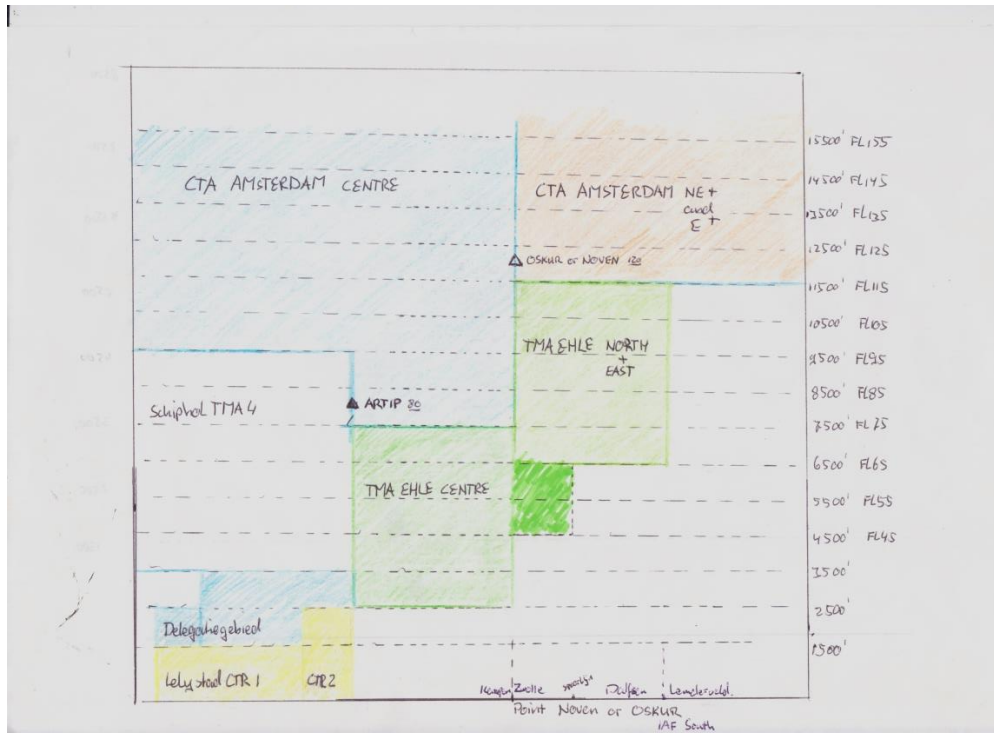 15500' FL155
CTA AMSTERDAM CENTRE
CTA AMSTERDAM NE+
and
E+
14500' FL145
13500' FL135
12500' FL125
OSKUR or NOVEN 120
11500' FL115
10500' FL105
TMA EHLE NORTH
+
EAST
9500' FL95
8500' FL85
Schiphol TMA 4
ARTIP 80
7500' FL75
6500' FL65
TMA EHLE CENTRE
5500' FL55
4500' FL45
3500'
2500'
Delegatiegebied
1500'
Lelystad CTR 1
CTR 2
Zwolle
Dalfsen
Lemelerveld.
Point NOVEN or OSKUR
IAF South